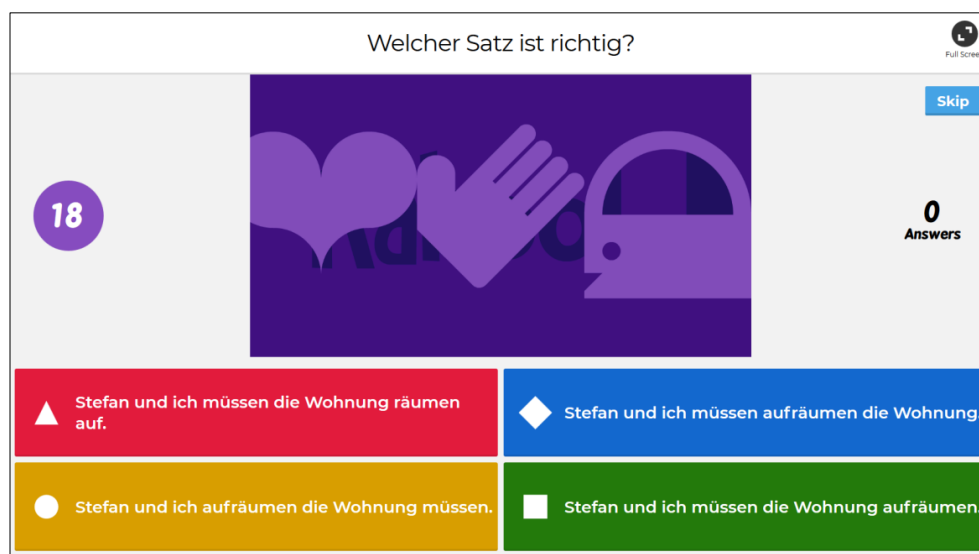 Welcher Satz ist richtig?
Full Scree
Skip
18
0
Answers
Stefan und ich müssen die Wohnung räumen
auf.
Stefan und ich müssen aufräumen die Wohnung.
Stefan und ich aufräumen die Wohnung müssen.
Stefan und ich müssen die Wohnung aufräumen.